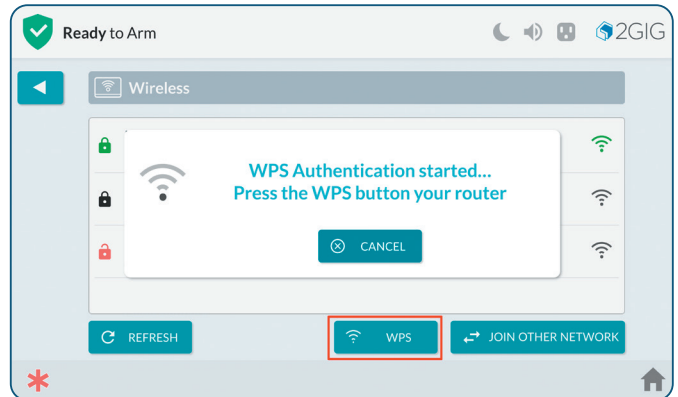 Ready to Arm
2GIG
Wireless
WPS Authentication started...
Press the WPS button your router
CANCEL
REFRESH
WPS
JOIN OTHER NETWORK